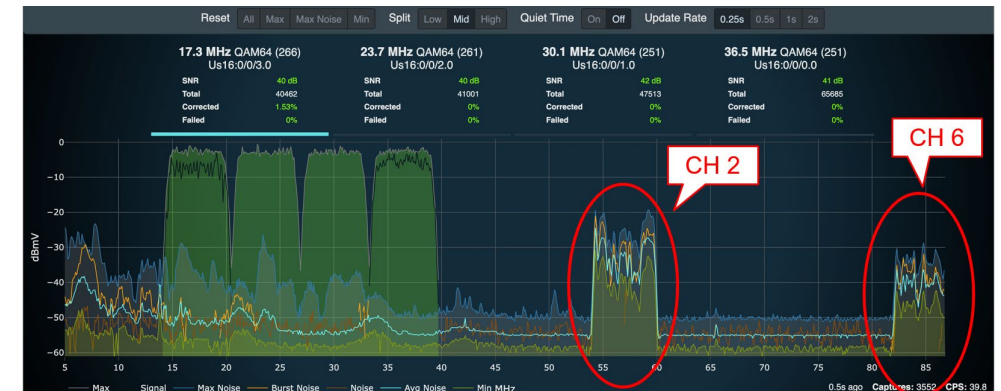 Reset All Max Max Noise Min Split Low Mid High Quiet Time On Off Update Rate 0.25s 0.5s 1s 2s
17.3 MHz QAM64 (266) 23.7 MHz QAM64 (261) 30.1 MHz QAM64 (251) 36.5 MHz QAM64 (251)
Us16:0/0/3.0 Us16:0/0/2.0 Us16:0/0/1.0 Us16:0/0/0.0
SNR 40 dB SNR 40 dB SNR 42 dB SNR 41 dB
Total 40462 Total 41001 Total 47513 Total 65685
Corrected 1.53% Corrected 0% Corrected 0% Corrected 0%
Failed 0% Failed 0% Failed 0% Failed 0%
CH 6
CH 2
0
−10
−20
−30
dBmV
−40
−50
−60
5 10 15 20 25 30 35 40 45 50 55 60 65 70 75 80 85
Max Signal Max Noise Burst Noise Noise Avg Noise Min MHz 0.5s ago Captures: 3552 CPS: 39.8